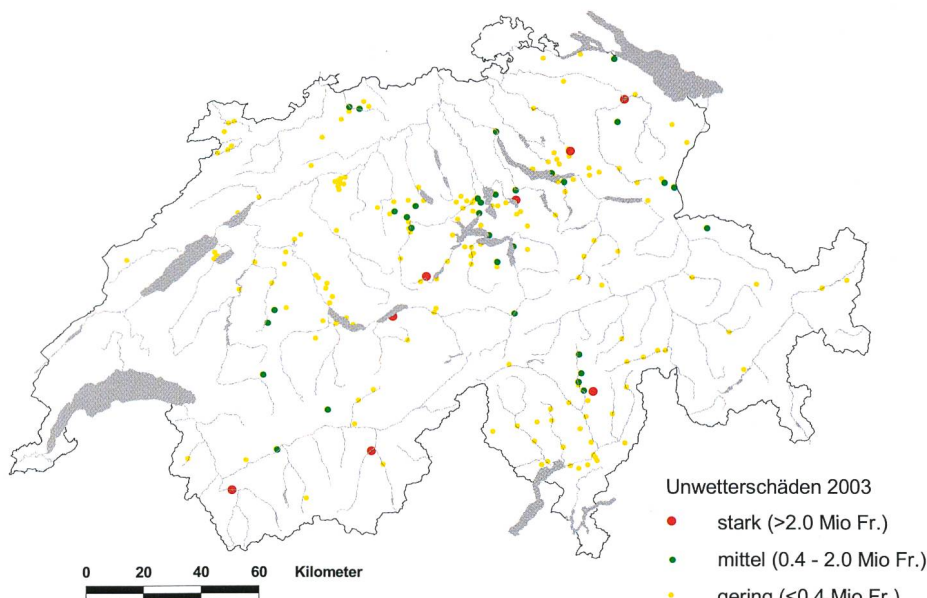 Unwetterschäden 2003
stark (>2.0 Mio Fr.)
mittel (0.4 - 2.0 Mio Fr.)
gering (<0.4 Mio Fr.)
0 20 40 60 Kilometer